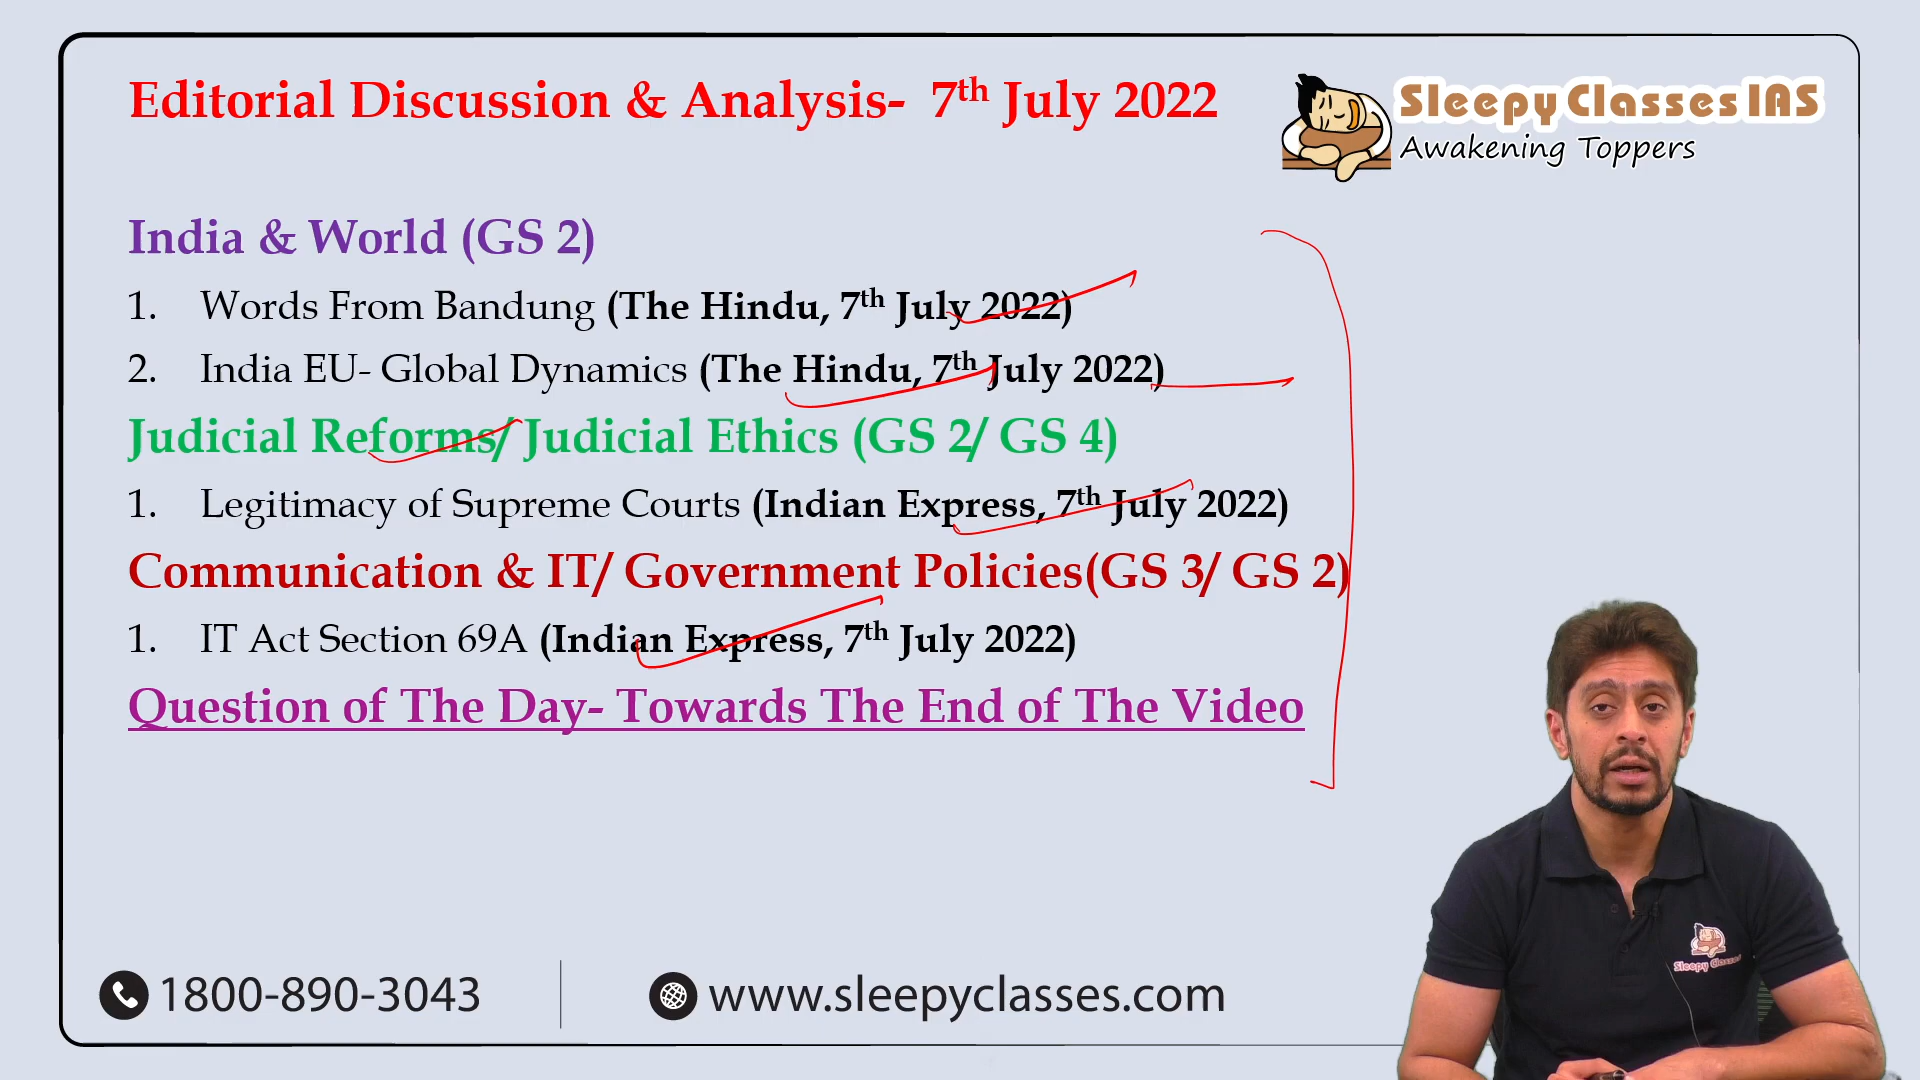 Editorial Discussion & Analysis- 7th July 2022
Sleepy Classes IAS
Awakening Toppers
India & World (GS 2)
1. Words From Bandung (The Hindu, 7th July 2022)
2. India EU- Global Dynamics (The Hindu, 7th July 2022)
Judicial Reforms/ Judicial Ethics (GS 2/ GS 4)
1. Legitimacy of Supreme Courts (Indian Express, 7th July 2022)
Communication & IT/ Government Policies(GS 3/ GS 2)
1. IT Act Section 69A (Indian Express, 7th July 2022)
Question of The Day- Towards The End of The Video
Sleepy Classes
1800-890-3043
www.sleepyclasses.com